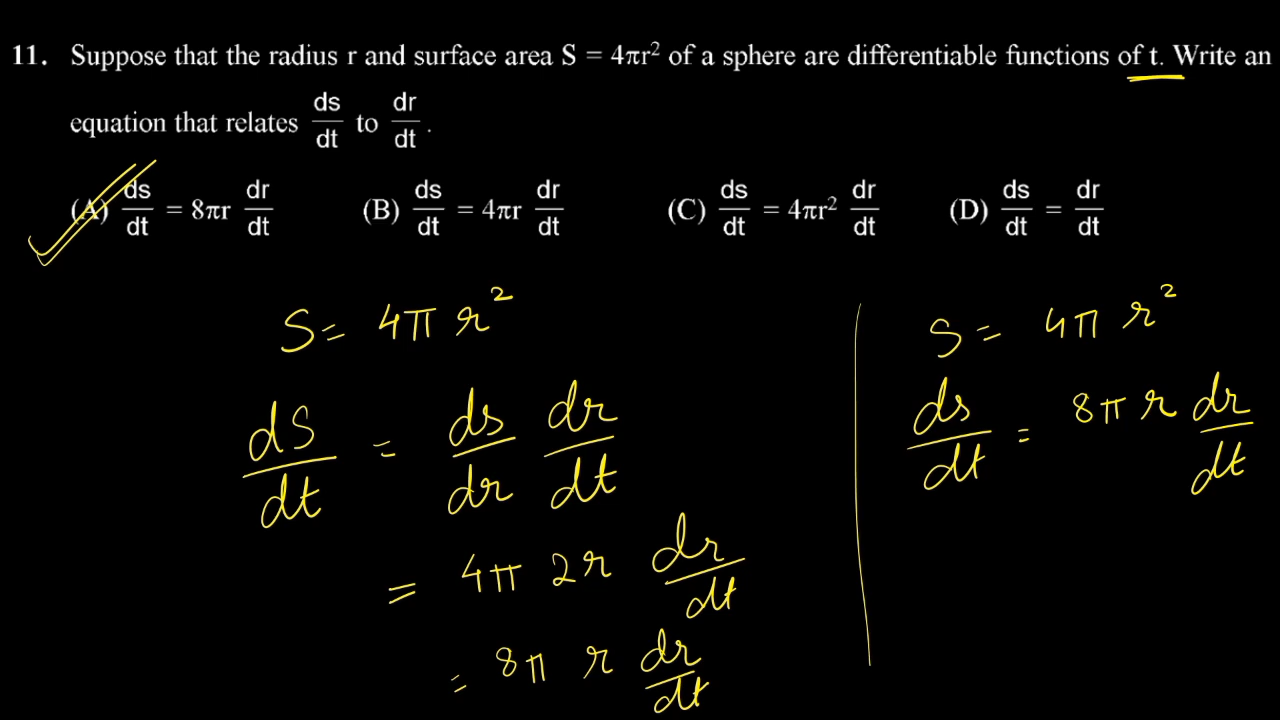 11. Suppose that the radius r and surface area S = 4πr² of a sphere are differentiable functions of t. Write an
equation that relates ds/dt to dr/dt .
(A) ds/dt = 8πr dr/dt (B) ds/dt = 4πr dr/dt (C) ds/dt = 4πr² dr/dt (D) ds/dt = dr/dt
S = 4π r²
dS/dt = ds/dr dr/dt
= 4π 2r dr/dt
= 8π r dr/dt
S = 4π r²
ds/dt = 8π r dr/dt